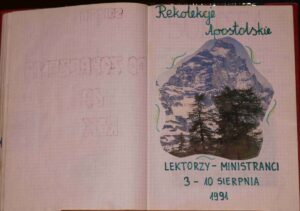 Rekolekcje
Apostolskie
LEKTORZY - MINISTRANCI
3 - 10 SIERPNIA
1991